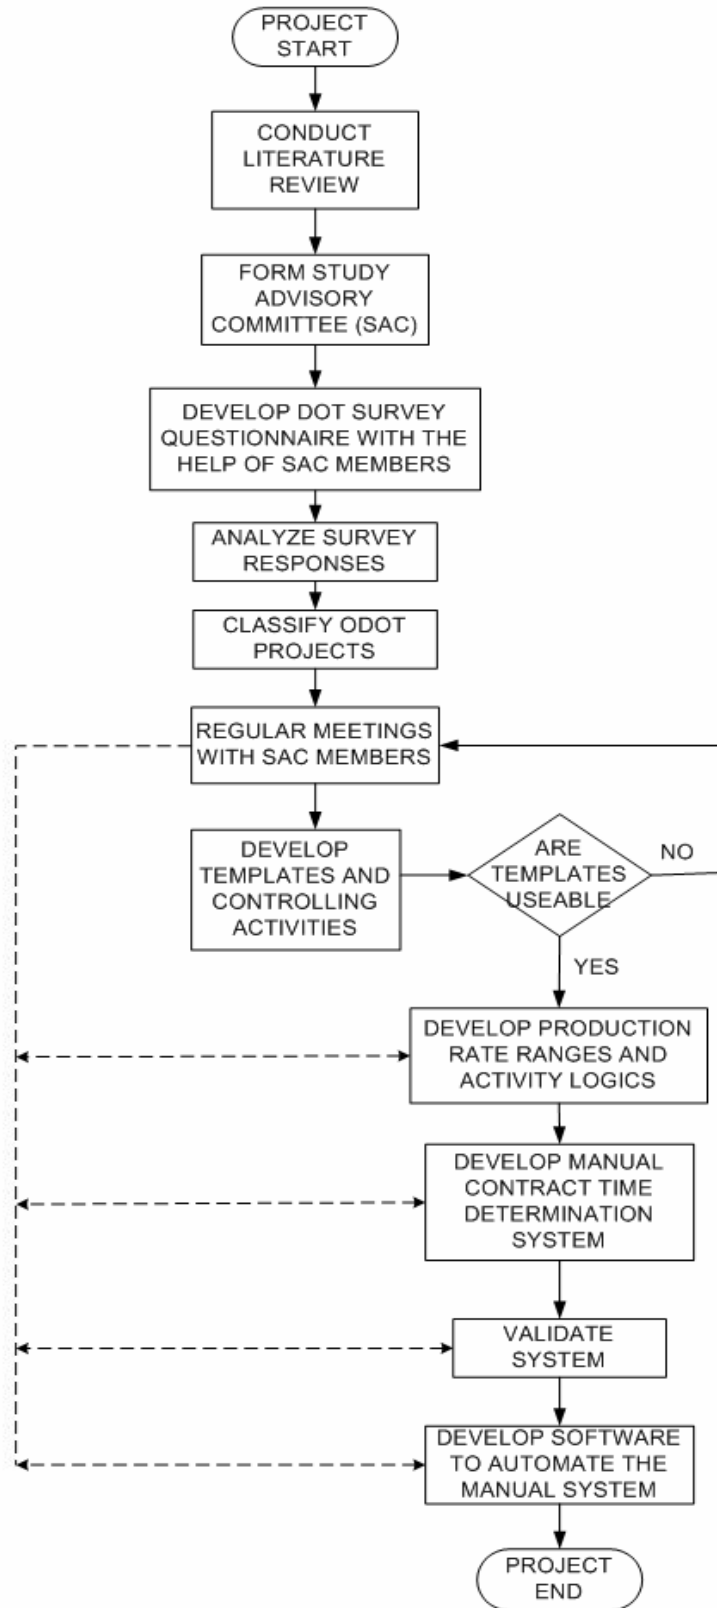 PROJECT
START
CONDUCT
LITERATURE
REVIEW
FORM STUDY
ADVISORY
COMMITTEE (SAC)
DEVELOP DOT SURVEY
QUESTIONNAIRE WITH THE
HELP OF SAC MEMBERS
ANALYZE SURVEY
RESPONSES
CLASSIFY ODOT
PROJECTS
REGULAR MEETINGS
WITH SAC MEMBERS
DEVELOP
TEMPLATES AND
CONTROLLING
ACTIVITIES
ARE
TEMPLATES
USEABLE
NO
YES
DEVELOP PRODUCTION
RATE RANGES AND
ACTIVITY LOGICS
DEVELOP MANUAL
CONTRACT TIME
DETERMINATION
SYSTEM
VALIDATE
SYSTEM
DEVELOP SOFTWARE
TO AUTOMATE THE
MANUAL SYSTEM
PROJECT
END